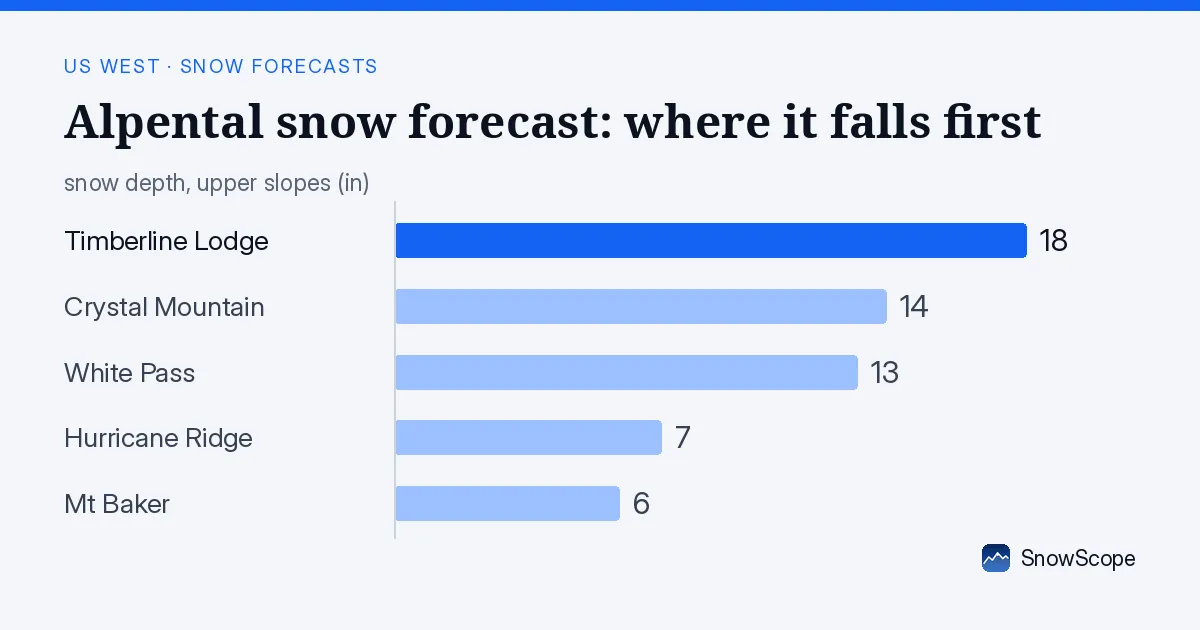 US WEST · SNOW FORECASTS
Alpental snow forecast: where it falls first
snow depth, upper slopes (in)
Timberline Lodge 18
Crystal Mountain 14
White Pass 13
Hurricane Ridge 7
Mt Baker 6
SnowScope